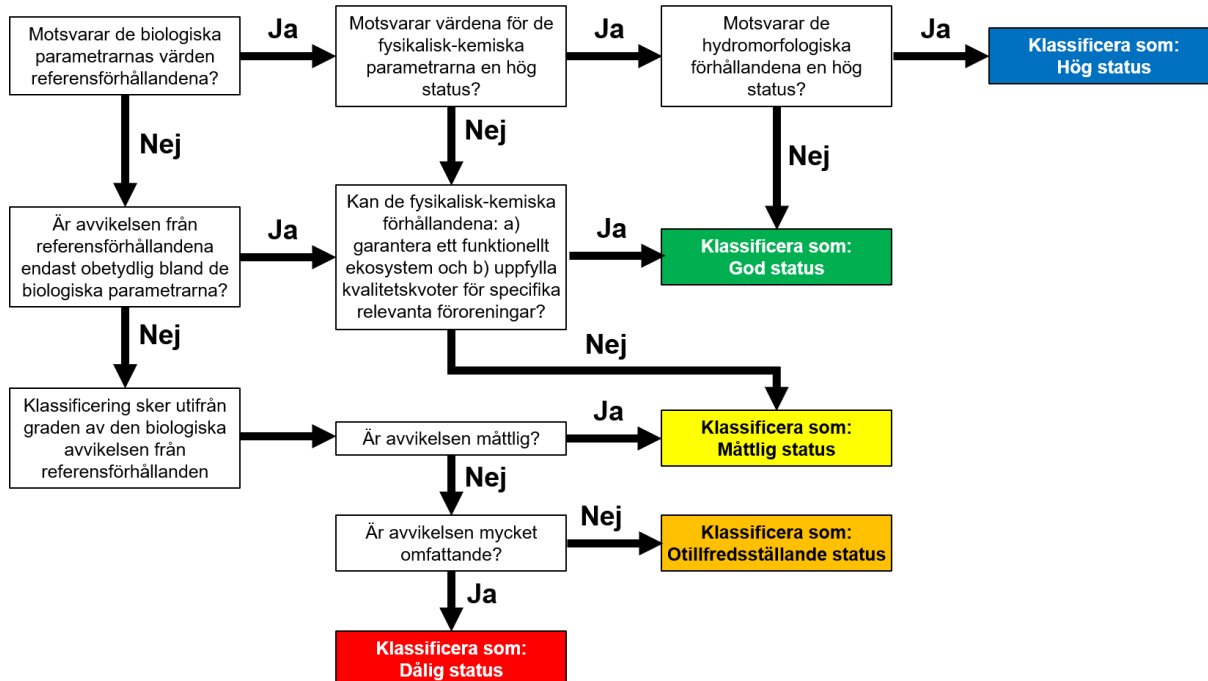 Motsvarar de biologiska
parametrarnas värden
referensförhållandena?
Ja
Motsvarar värdena för de
fysikalisk-kemiska
parametrarna en hög
status?
Ja
Motsvarar de
hydromorfologiska
förhållandena en hög
status?
Ja
Klassificera som:
Hög status
Nej
Nej
Nej
Är avvikelsen från
referensförhållandena
endast obetydlig bland de
biologiska parametrarna?
Ja
Kan de fysikalisk-kemiska
förhållandena: a)
garantera ett funktionellt
ekosystem och b) uppfylla
kvalitetskvoter för specifika
relevanta föroreningar?
Ja
Klassificera som:
God status
Nej
Nej
Klassificering sker utifrån
graden av den biologiska
avvikelsen från
referensförhållanden
Är avvikelsen måttlig?
Ja
Klassificera som:
Måttlig status
Nej
Är avvikelsen mycket
omfattande?
Nej
Klassificera som:
Otillfredsställande status
Ja
Klassificera som:
Dålig status